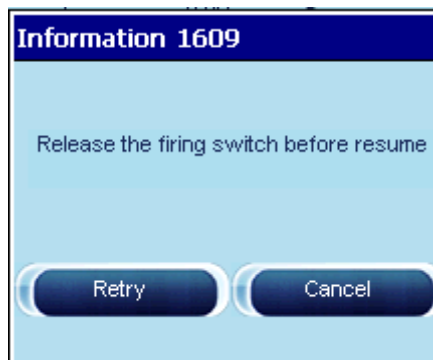 Information 1609
Release the firing switch before resume
Retry
Cancel